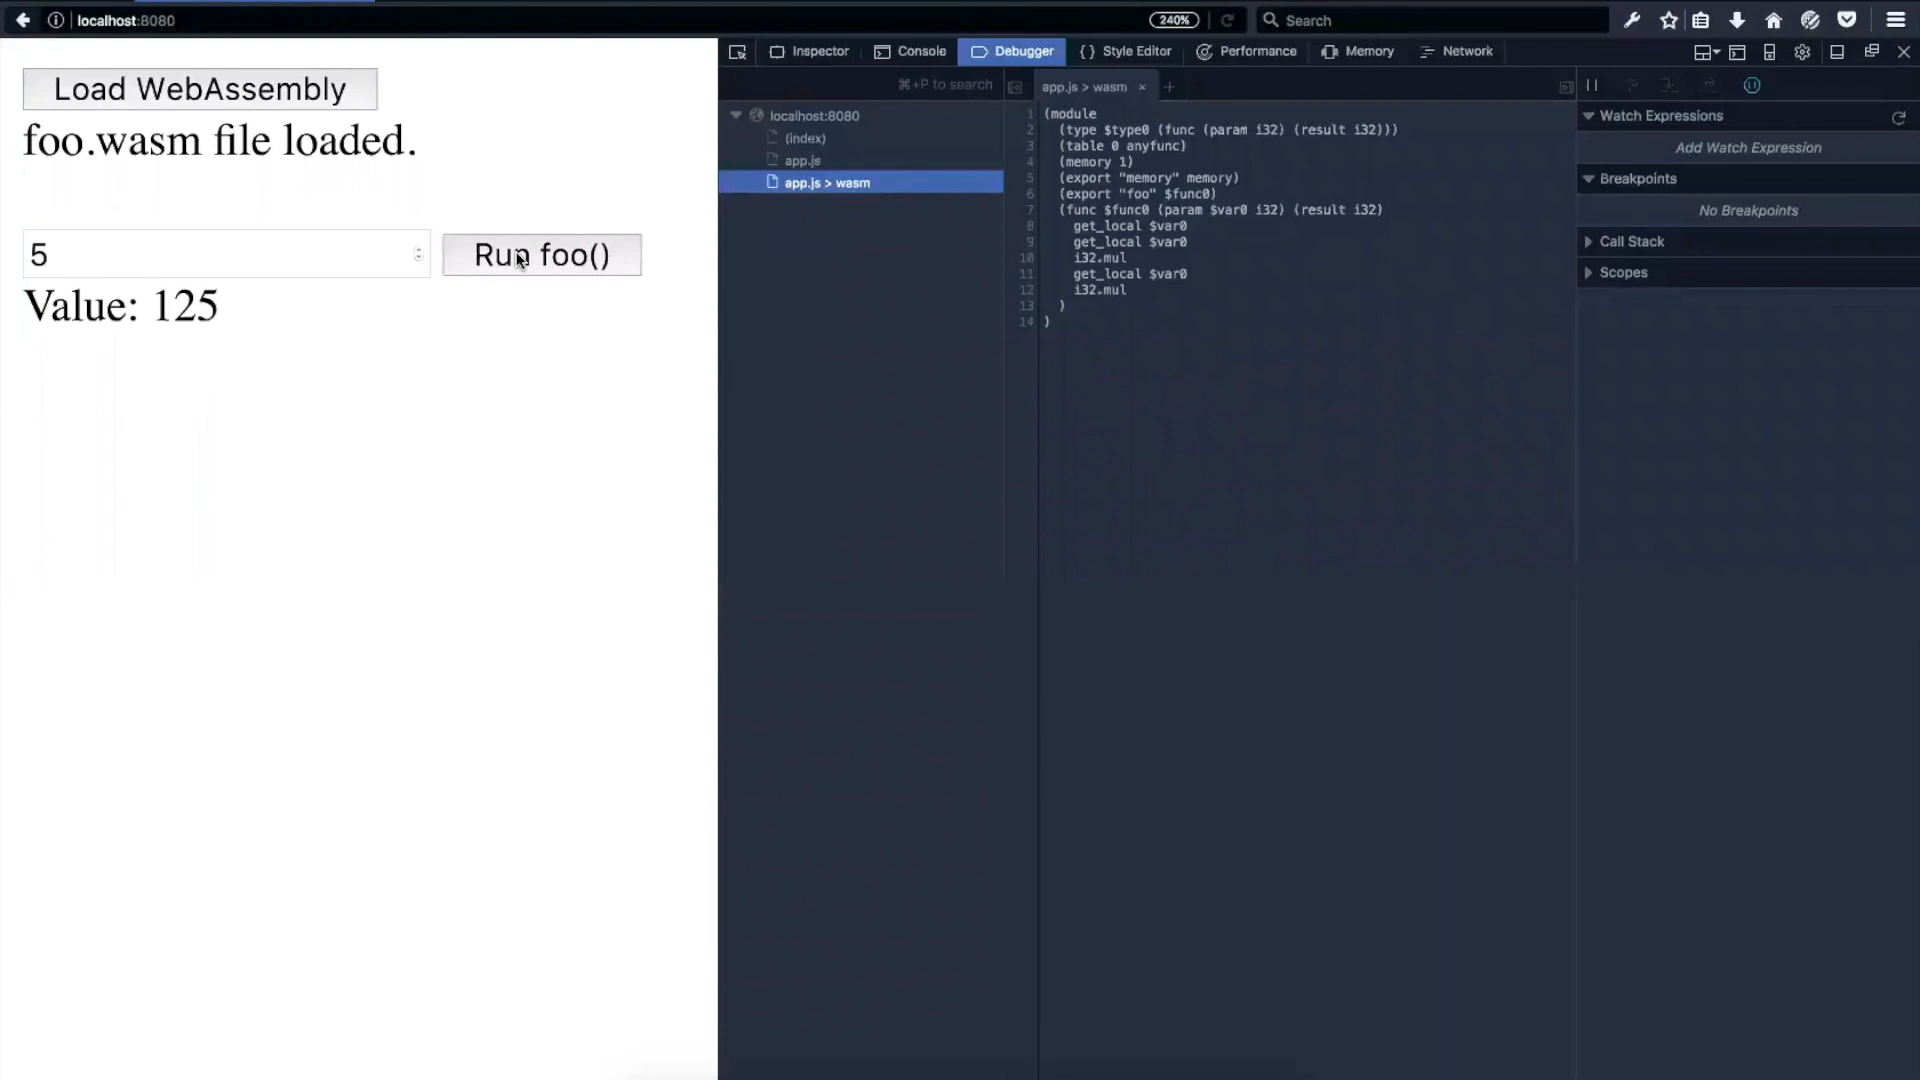 localhost:8080
240%
Search
Load WebAssembly
foo.wasm file loaded.
5
Run foo()
Value: 125
Inspector
Console
Debugger
{ } Style Editor
Performance
Memory
Network
⌘+P to search
localhost:8080
(index)
app.js
app.js > wasm
app.js > wasm × +
1 (module
2 (type $type0 (func (param i32) (result i32)))
3 (table 0 anyfunc)
4 (memory 1)
5 (export "memory" memory)
6 (export "foo" $func0)
7 (func $func0 (param $var0 i32) (result i32)
8 get_local $var0
9 get_local $var0
10 i32.mul
11 get_local $var0
12 i32.mul
13 )
14 )
Watch Expressions
Add Watch Expression
Breakpoints
No Breakpoints
Call Stack
Scopes